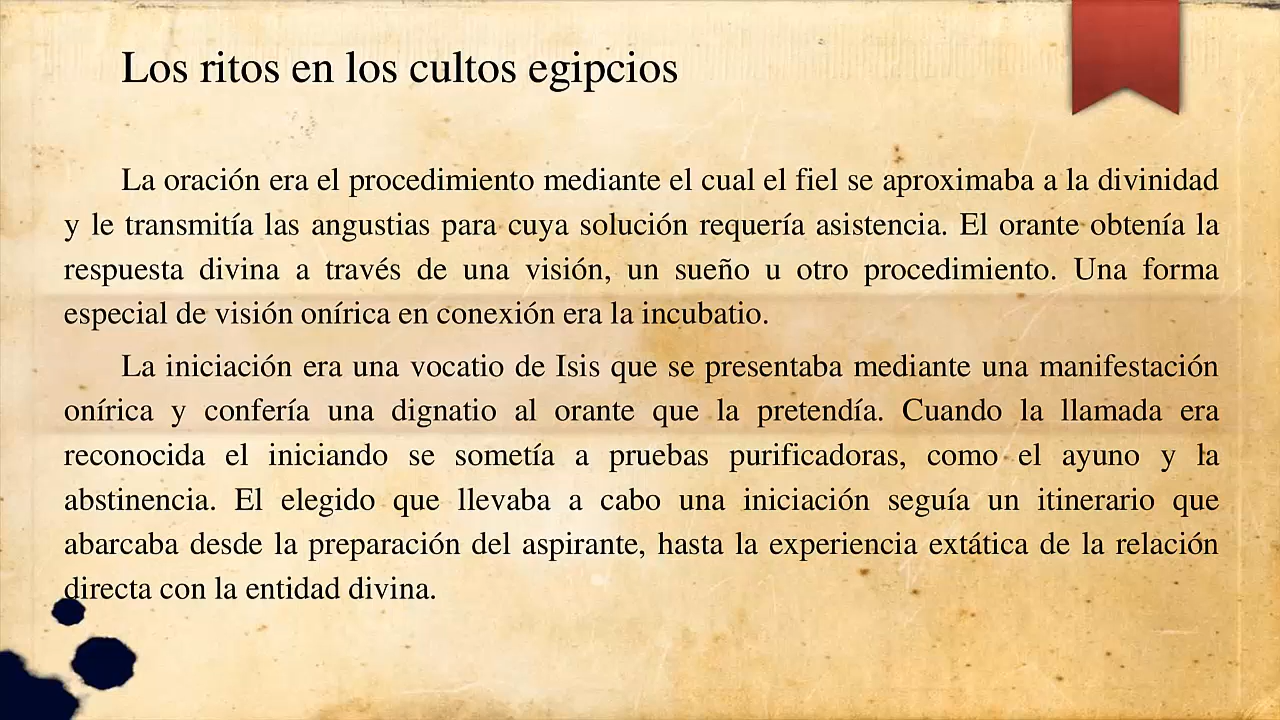 Los ritos en los cultos egipcios
La oración era el procedimiento mediante el cual el fiel se aproximaba a la divinidad
y le transmitía las angustias para cuya solución requería asistencia. El orante obtenía la
respuesta divina a través de una visión, un sueño u otro procedimiento. Una forma
especial de visión onírica en conexión era la incubatio.
La iniciación era una vocatio de Isis que se presentaba mediante una manifestación
onírica y confería una dignatio al orante que la pretendía. Cuando la llamada era
reconocida el iniciando se sometía a pruebas purificadoras, como el ayuno y la
abstinencia. El elegido que llevaba a cabo una iniciación seguía un itinerario que
abarcaba desde la preparación del aspirante, hasta la experiencia extática de la relación
directa con la entidad divina.